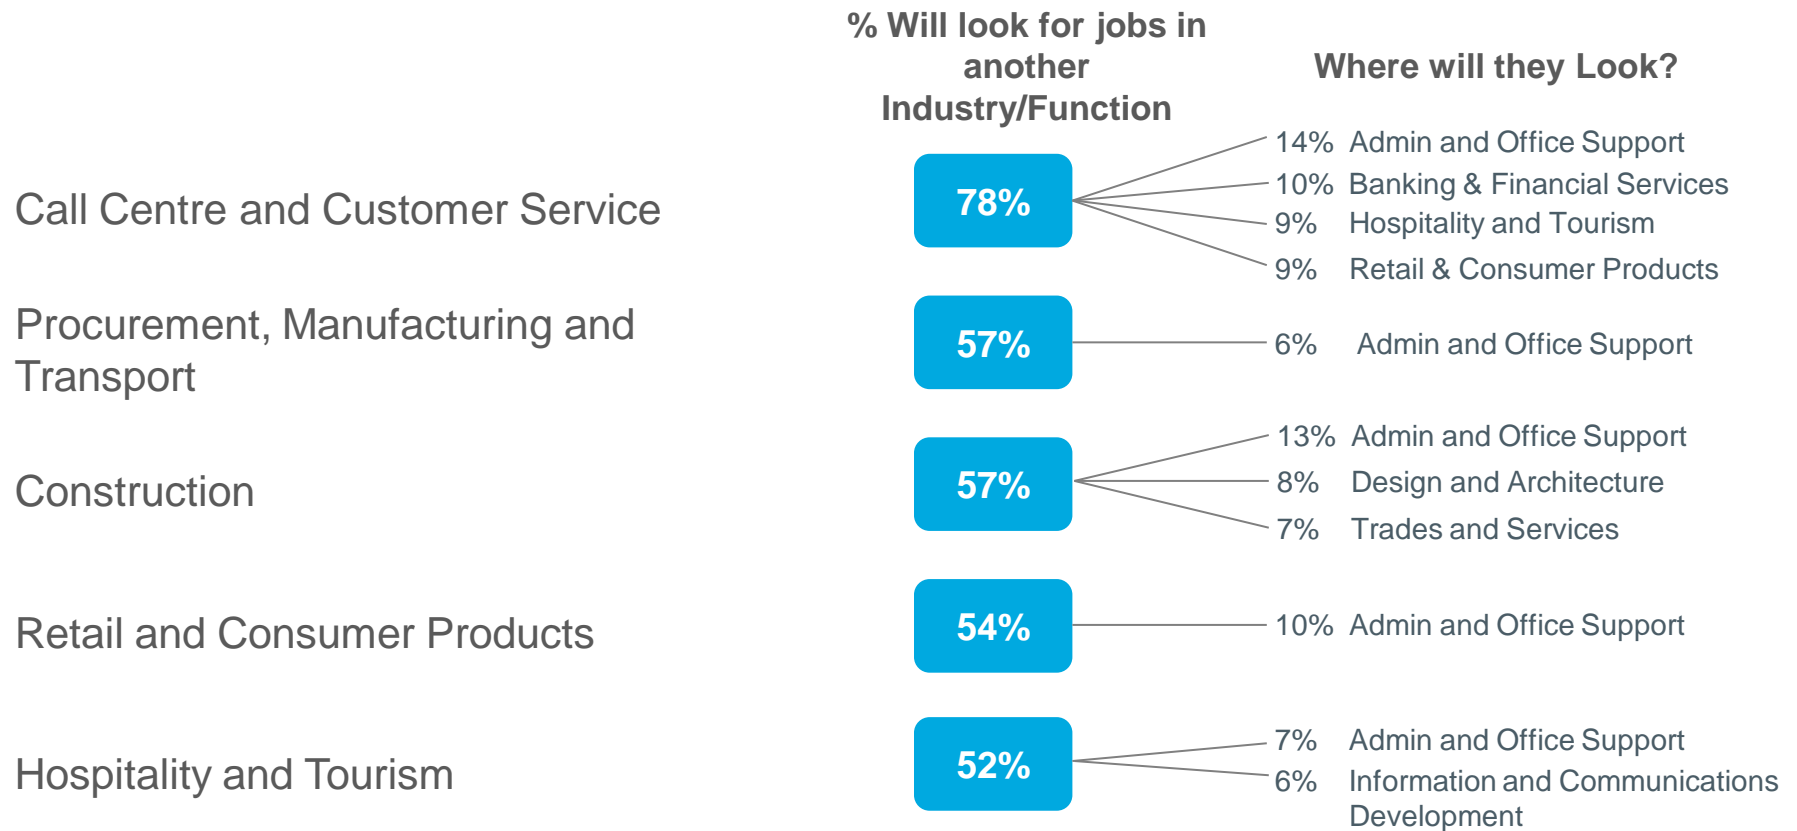 % Will look for jobs in
another
Industry/Function
Where will they Look?
Call Centre and Customer Service
78%
14% Admin and Office Support
10% Banking & Financial Services
9% Hospitality and Tourism
9% Retail & Consumer Products
Procurement, Manufacturing and
Transport
57%
6% Admin and Office Support
Construction
57%
13% Admin and Office Support
8% Design and Architecture
7% Trades and Services
Retail and Consumer Products
54%
10% Admin and Office Support
Hospitality and Tourism
52%
7% Admin and Office Support
6% Information and Communications
Development